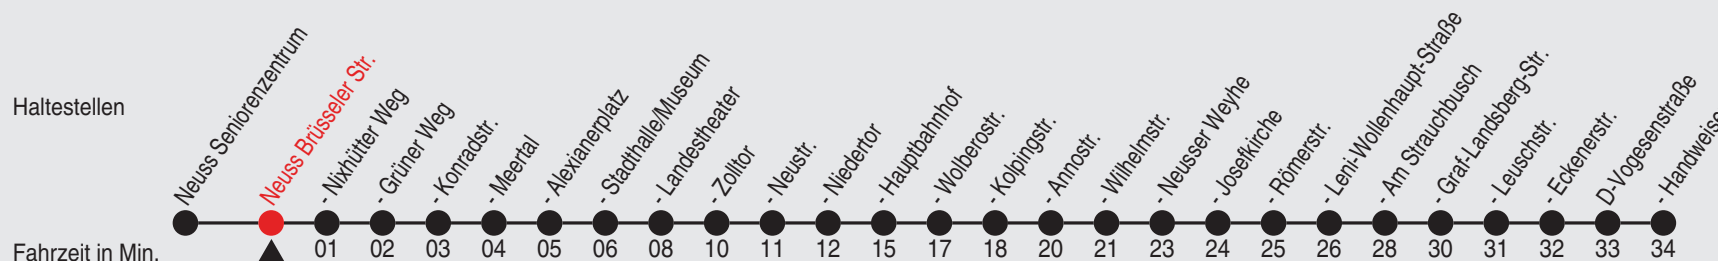 Haltestellen
Neuss Seniorenzentrum
Neuss Brüsseler Str.
- Nixhütter Weg
- Grüner Weg
- Konradstr.
- Meertal
- Alexianerplatz
- Stadthalle/Museum
- Landestheater
- Zolltor
- Neustr.
- Niedertor
- Hauptbahnhof
- Wolberostr.
- Kolpingstr.
- Annostr.
- Wilhelmstr.
- Neusser Weyhe
- Josefkirche
- Römerstr.
- Leni-Wollenhaupt-Straße
- Am Strauchbusch
- Graf-Landsberg-Str.
- Leuschstr.
- Eckenerstr.
D-Vogesenstraße
- Handweise
Fahrzeit in Min. 01 02 03 04 05 06 08 10 11 12 15 17 18 20 21 23 24 25 26 28 30 31 32 33 34